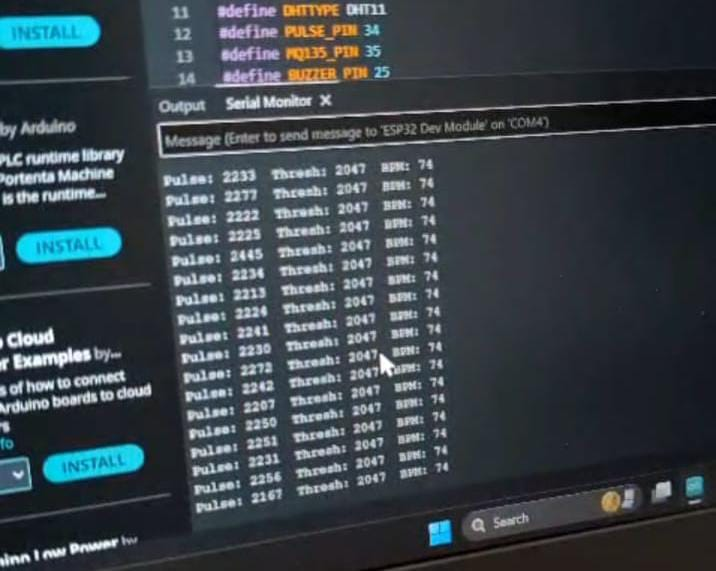 INSTALL
by Arduino
PLC runtime library
Portenta Machine
is the runtime...
INSTALL
Cloud
r Examples by...
s of how to connect
Arduino boards to cloud
fo
INSTALL
Low Power by
11 #define DHTTYPE DHT11
12 #define PULSE_PIN 34
13 #define MQ135_PIN 35
14 #define BUZZER_PIN 25
Output Serial Monitor X
Message (Enter to send message to 'ESP32 Dev Module' on 'COM4')
Pulse: 2233 Thresh: 2047 BPM: 74
Pulse: 2277 Thresh: 2047 BPM: 74
Pulse: 2222 Thresh: 2047 BPM: 74
Pulse: 2225 Thresh: 2047 BPM: 74
Pulse: 2445 Thresh: 2047 BPM: 74
Pulse: 2234 Thresh: 2047 BPM: 74
Pulse: 2213 Thresh: 2047 BPM: 74
Pulse: 2224 Thresh: 2047 BPM: 74
Pulse: 2241 Thresh: 2047 BPM: 74
Pulse: 2230 Thresh: 2047 BPM: 74
Pulse: 2272 Thresh: 2047 BPM: 74
Pulse: 2242 Thresh: 2047 BPM: 74
Pulse: 2207 Thresh: 2047 BPM: 74
Pulse: 2250 Thresh: 2047 BPM: 74
Pulse: 2251 Thresh: 2047 BPM: 74
Pulse: 2231 Thresh: 2047 BPM: 74
Pulse: 2256 Thresh: 2047 BPM: 74
Pulse: 2167 Thresh: 2047 BPM: 74
Search